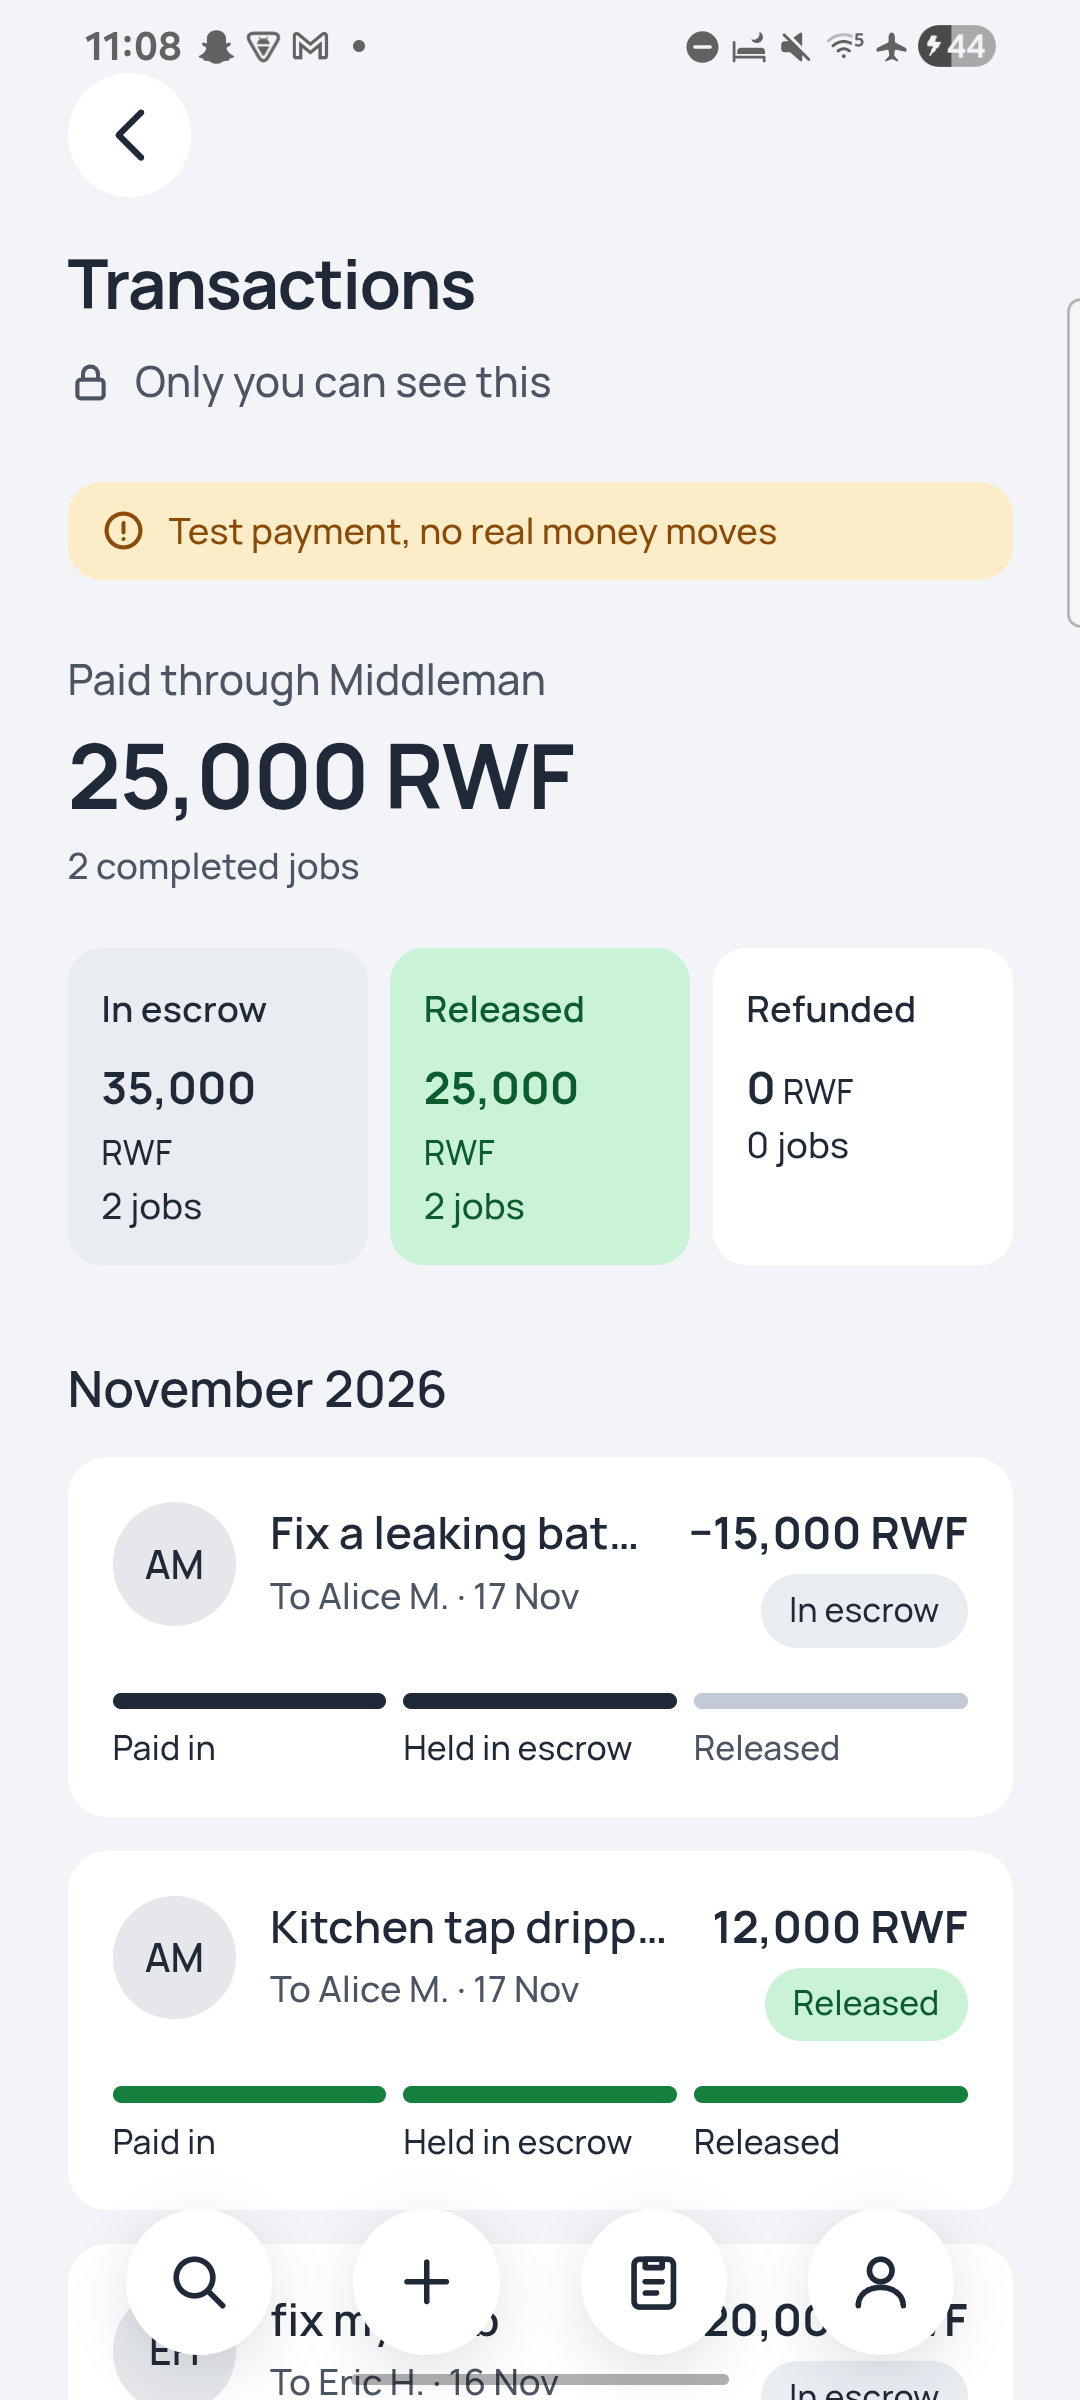 11:08
5
44
Transactions
Only you can see this
Test payment, no real money moves
Paid through Middleman
25,000 RWF
2 completed jobs
In escrow
35,000
RWF
2 jobs
Released
25,000
RWF
2 jobs
Refunded
0 RWF
0 jobs
November 2026
AM
Fix a leaking bat...
−15,000 RWF
To Alice M. · 17 Nov
In escrow
Paid in
Held in escrow
Released
AM
Kitchen tap dripp...
12,000 RWF
To Alice M. · 17 Nov
Released
Paid in
Held in escrow
Released
fix
To Eric H. · 16 Nov
In escrow